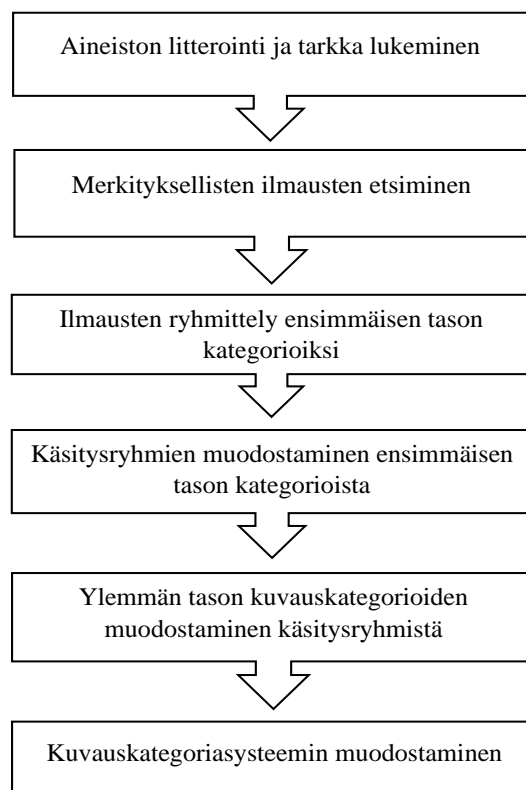 Aineiston litterointi ja tarkka lukeminen
Merkityksellisten ilmausten etsiminen
Ilmausten ryhmittely ensimmäisen tason
kategorioiksi
Käsitysryhmien muodostaminen ensimmäisen
tason kategorioista
Ylemmän tason kuvauskategorioiden
muodostaminen käsitysryhmistä
Kuvauskategoriasysteemin muodostaminen